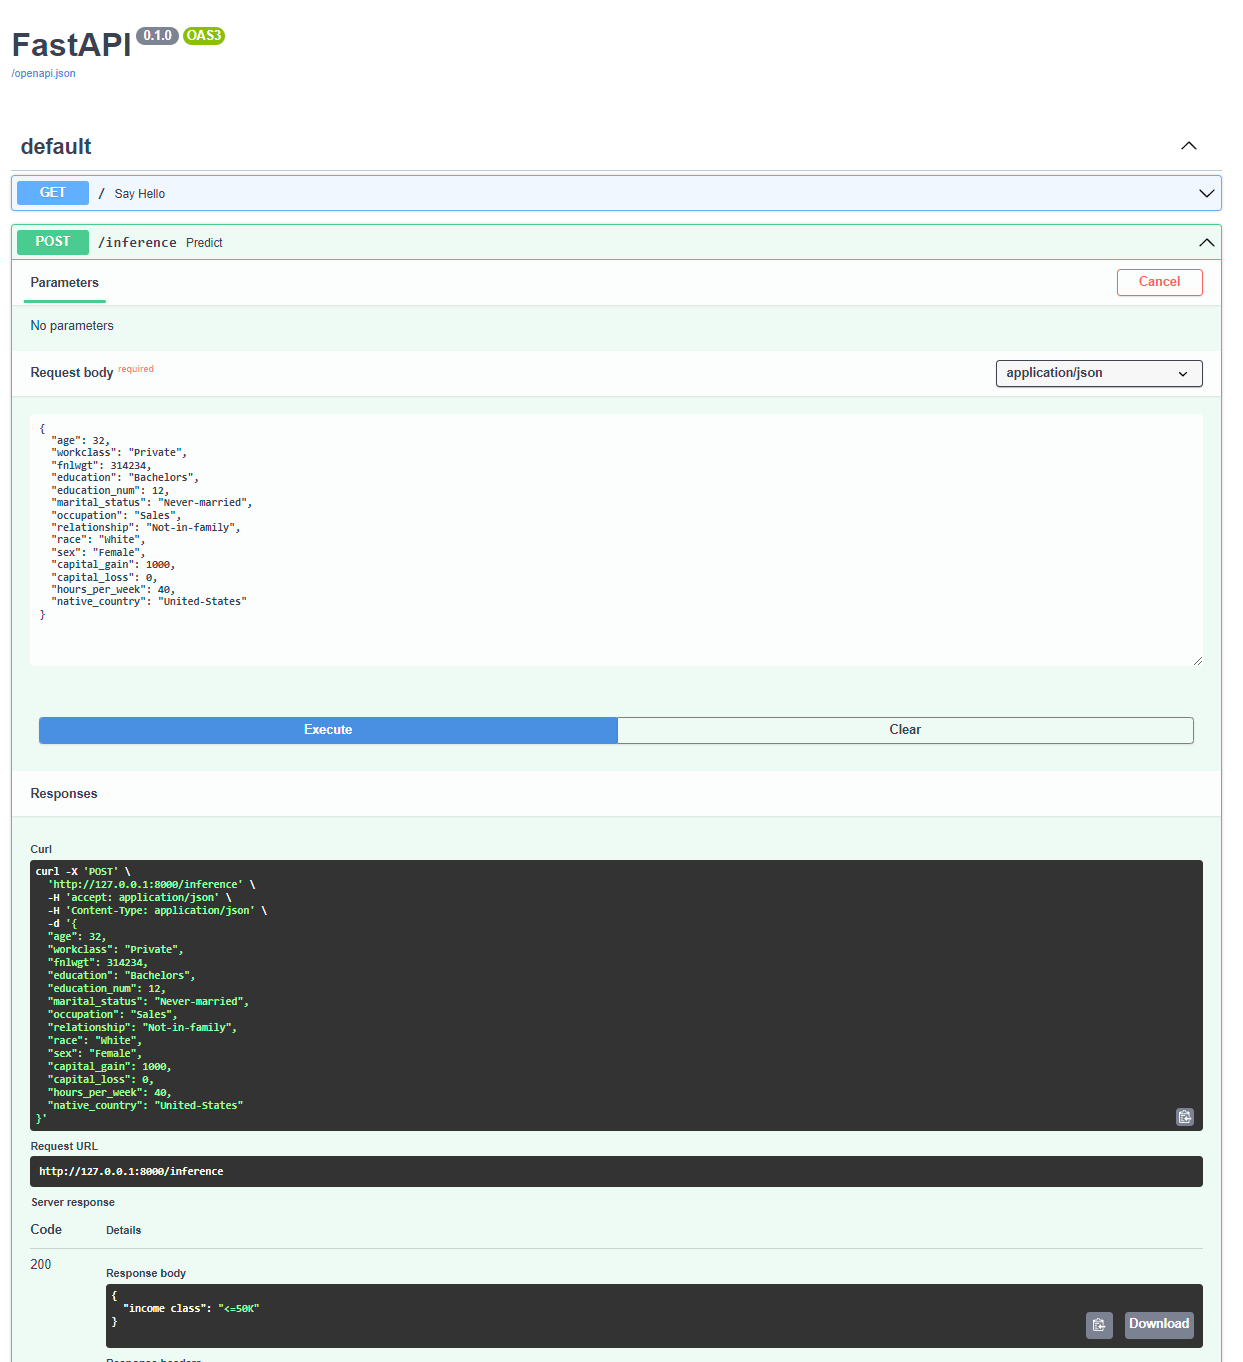 FastAPI 0.1.0 OAS3
/openapi.json
default
GET / Say Hello
POST /inference Predict
Parameters Cancel
No parameters
Request body required application/json
{
"age": 32,
"workclass": "Private",
"fnlwgt": 314234,
"education": "Bachelors",
"education_num": 12,
"marital_status": "Never-married",
"occupation": "Sales",
"relationship": "Not-in-family",
"race": "White",
"sex": "Female",
"capital_gain": 1000,
"capital_loss": 0,
"hours_per_week": 40,
"native_country": "United-States"
}
Execute Clear
Responses
Curl
curl -X 'POST' \
'http://127.0.0.1:8000/inference' \
-H 'accept: application/json' \
-H 'Content-Type: application/json' \
-d '{
"age": 32,
"workclass": "Private",
"fnlwgt": 314234,
"education": "Bachelors",
"education_num": 12,
"marital_status": "Never-married",
"occupation": "Sales",
"relationship": "Not-in-family",
"race": "White",
"sex": "Female",
"capital_gain": 1000,
"capital_loss": 0,
"hours_per_week": 40,
"native_country": "United-States"
}'
Request URL
http://127.0.0.1:8000/inference
Server response
Code Details
200
Response body
{
"income class": "<=50K"
}
Download
Response headers